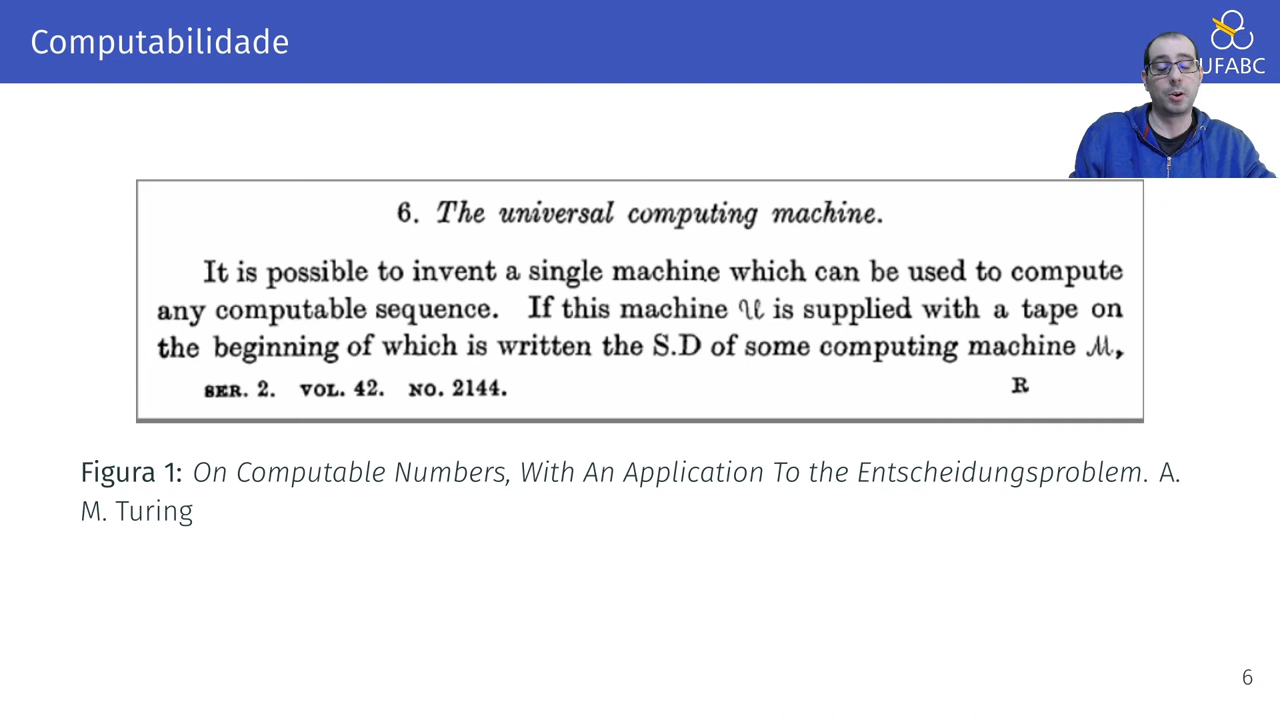 Computabilidade
UFABC
6. The universal computing machine.
It is possible to invent a single machine which can be used to compute
any computable sequence. If this machine 𝒰 is supplied with a tape on
the beginning of which is written the S.D of some computing machine ℳ,
SER. 2. VOL. 42. NO. 2144.
R
Figura 1: On Computable Numbers, With An Application To the Entscheidungsproblem. A.
M. Turing
6